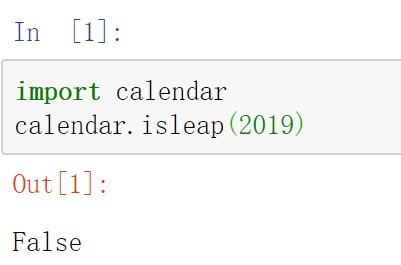 In [1]:
import calendar
calendar.isleap(2019)
Out[1]:
False